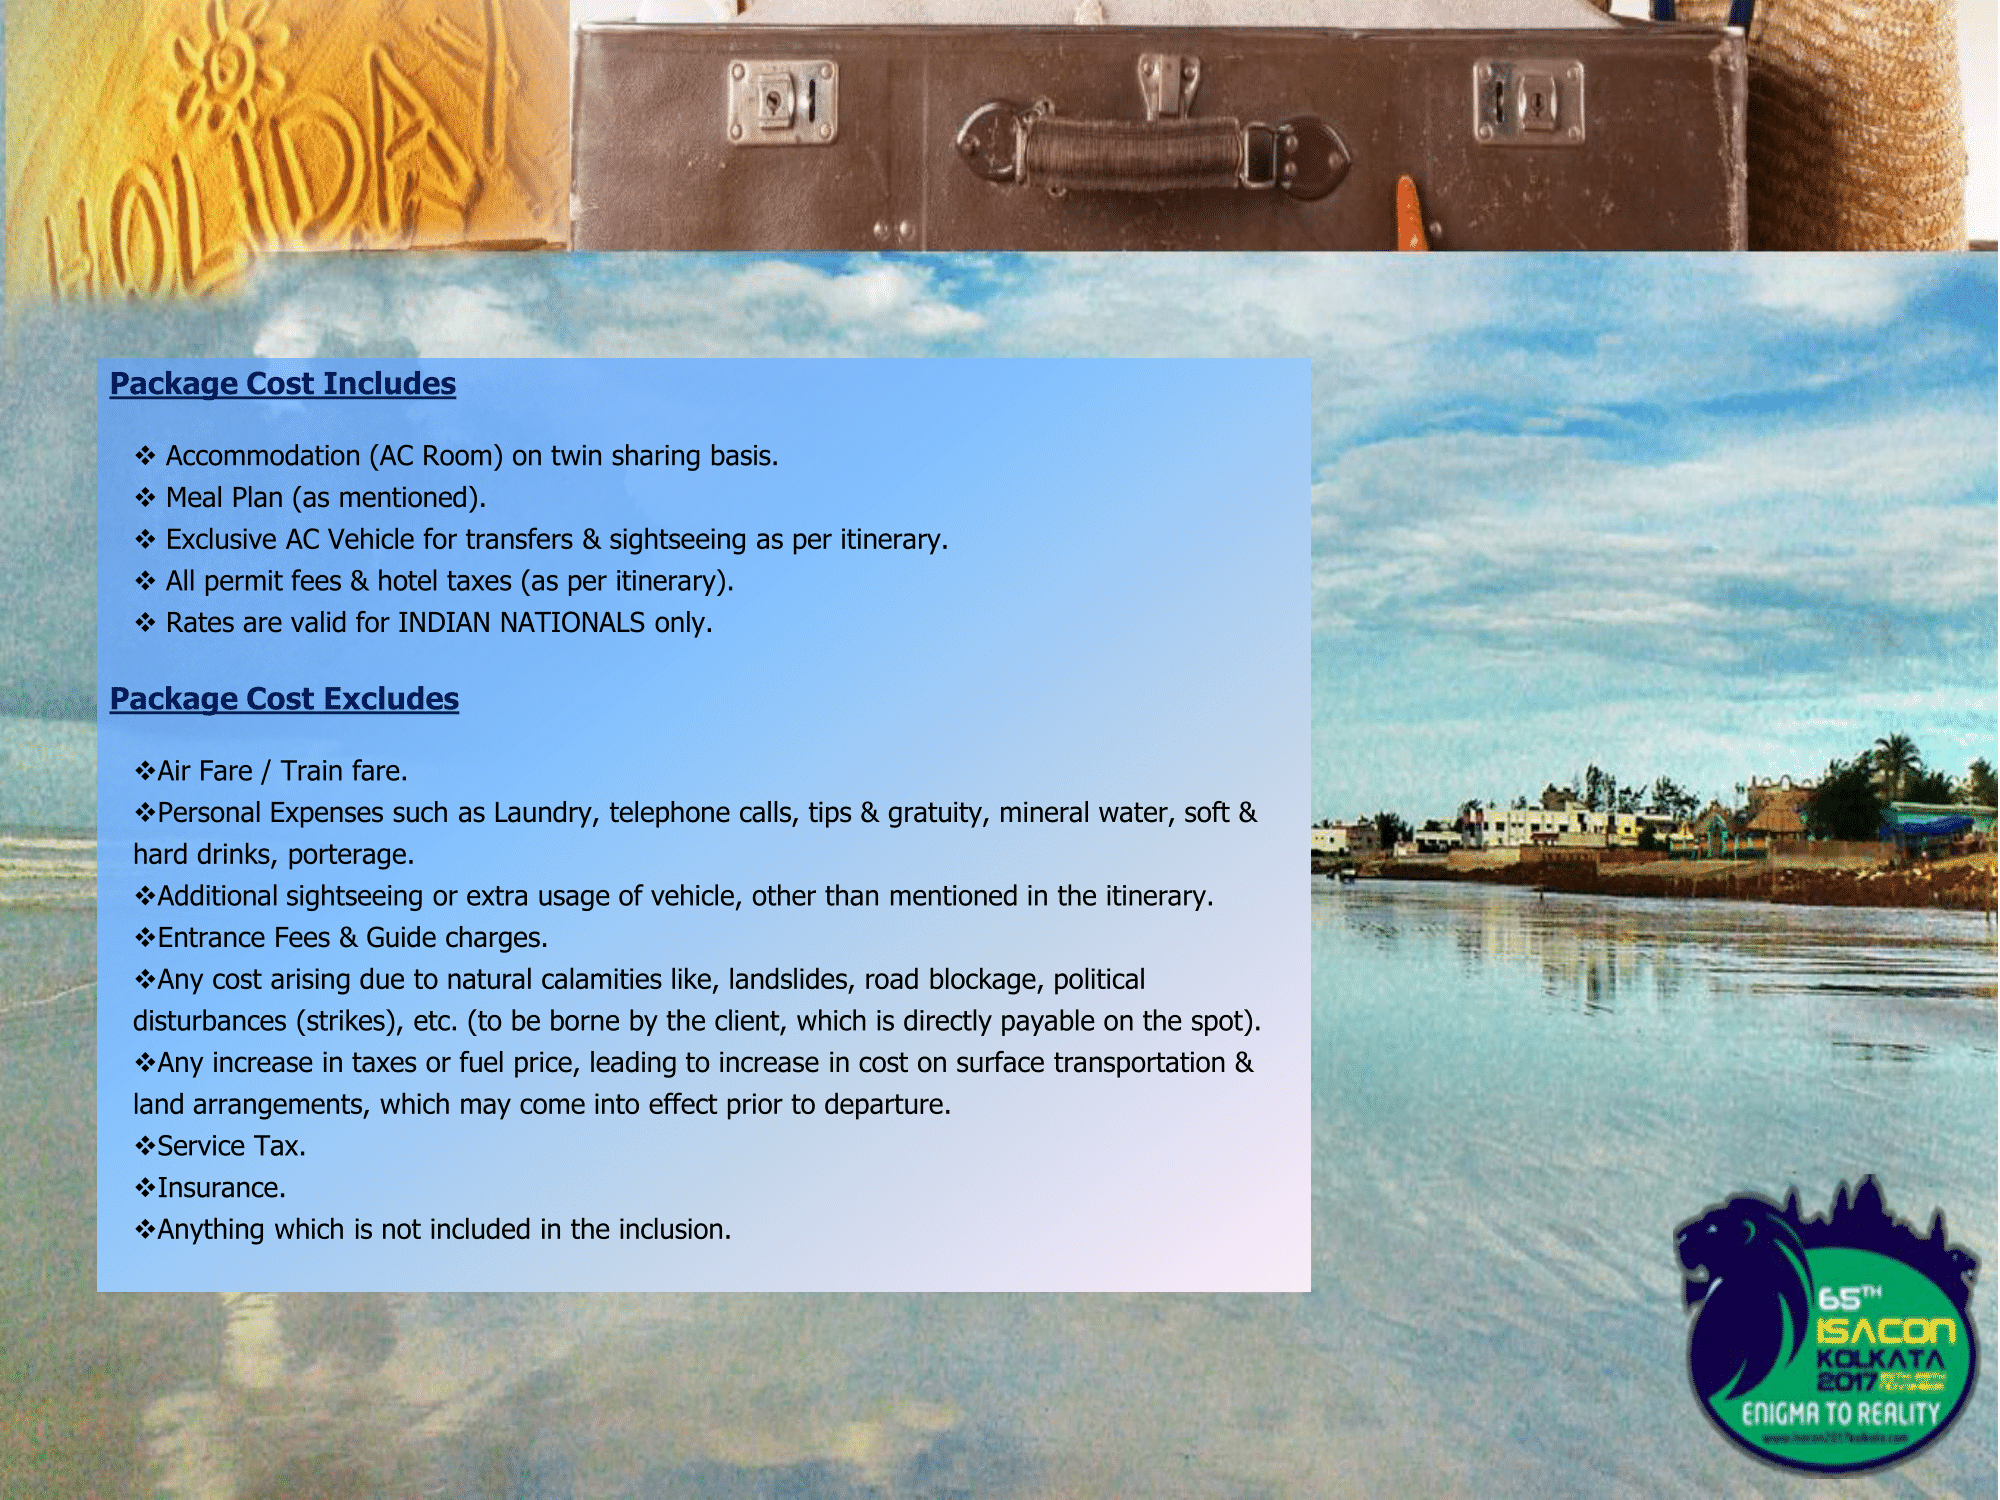 HOLIDAY
Package Cost Includes
❖ Accommodation (AC Room) on twin sharing basis.
❖ Meal Plan (as mentioned).
❖ Exclusive AC Vehicle for transfers & sightseeing as per itinerary.
❖ All permit fees & hotel taxes (as per itinerary).
❖ Rates are valid for INDIAN NATIONALS only.
Package Cost Excludes
❖Air Fare / Train fare.
❖Personal Expenses such as Laundry, telephone calls, tips & gratuity, mineral water, soft &
hard drinks, porterage.
❖Additional sightseeing or extra usage of vehicle, other than mentioned in the itinerary.
❖Entrance Fees & Guide charges.
❖Any cost arising due to natural calamities like, landslides, road blockage, political
disturbances (strikes), etc. (to be borne by the client, which is directly payable on the spot).
❖Any increase in taxes or fuel price, leading to increase in cost on surface transportation &
land arrangements, which may come into effect prior to departure.
❖Service Tax.
❖Insurance.
❖Anything which is not included in the inclusion.
65TH
ISACON
KOLKATA
2017
ENIGMA TO REALITY